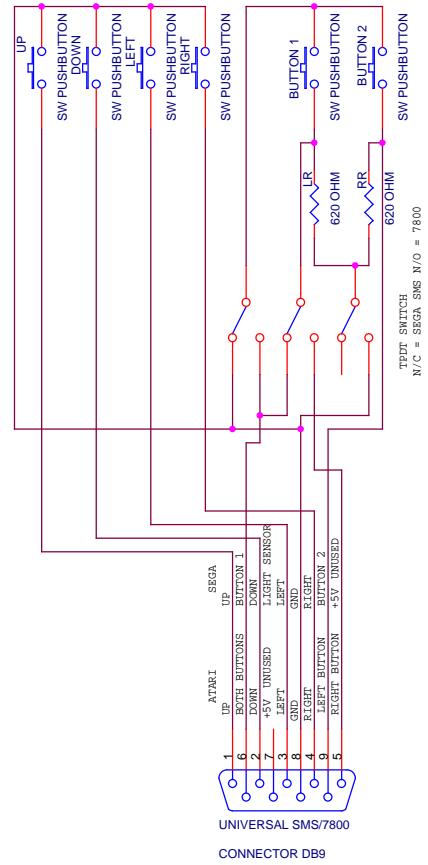 UP
SW PUSHBUTTON
DOWN
SW PUSHBUTTON
LEFT
SW PUSHBUTTON
RIGHT
SW PUSHBUTTON
BUTTON 1
SW PUSHBUTTON
BUTTON 2
SW PUSHBUTTON
LR
620 OHM
RR
620 OHM
TPDT SWITCH
N/C = SEGA SMS N/O = 7800
ATARI SEGA
UP UP
BOTH BUTTONS BUTTON 1
DOWN DOWN
+5V UNUSED LIGHT SENSOR
LEFT LEFT
GND GND
RIGHT RIGHT
LEFT BUTTON BUTTON 2
RIGHT BUTTON +5V UNUSED
1
6
2
7
3
8
4
9
5
UNIVERSAL SMS/7800
CONNECTOR DB9